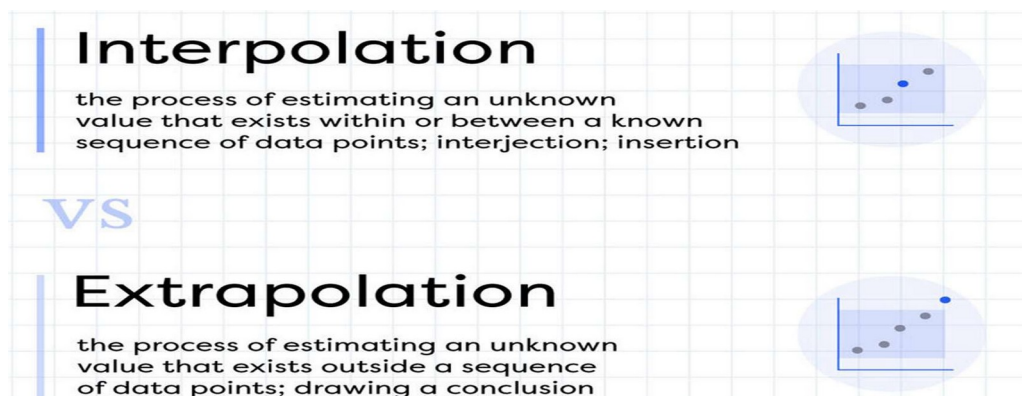 Interpolation
the process of estimating an unknown
value that exists within or between a known
sequence of data points; interjection; insertion
vs
Extrapolation
the process of estimating an unknown
value that exists outside a sequence
of data points; drawing a conclusion